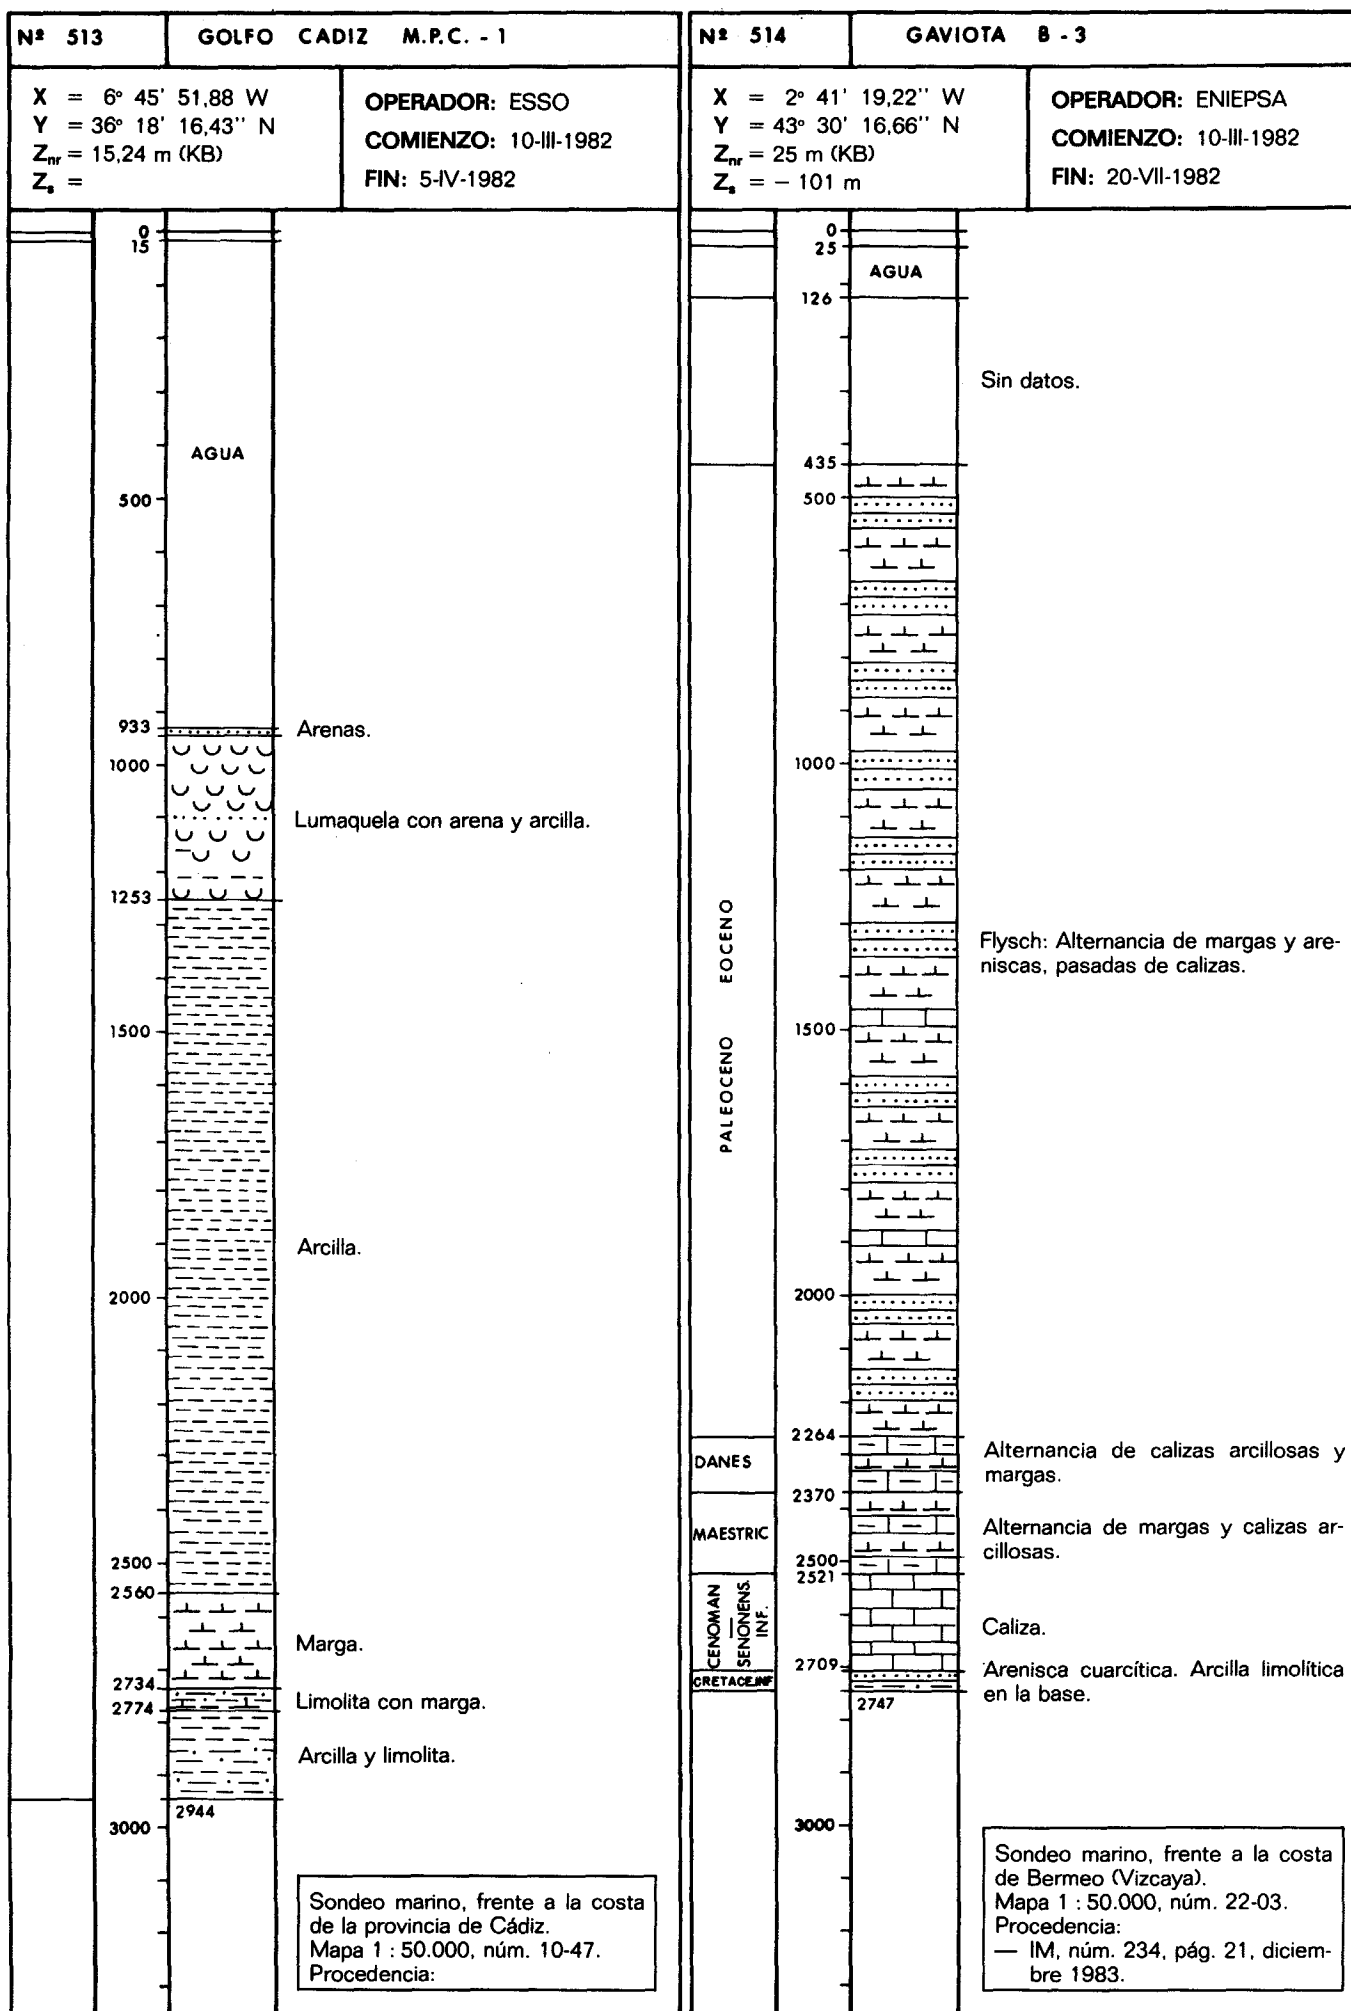 Nº 513 GOLFO CADIZ M.P.C. - 1
X = 6º 45' 51,88 W
Y = 36º 18' 16,43'' N
Znr = 15,24 m (KB)
Zs =
OPERADOR: ESSO
COMIENZO: 10-III-1982
FIN: 5-IV-1982
0
15
AGUA
500
933
Arenas.
1000
Lumaquela con arena y arcilla.
1253
1500
Arcilla.
2000
2500
2560
Marga.
2734
Limolita con marga.
2774
Arcilla y limolita.
2944
3000
Sondeo marino, frente a la costa
de la provincia de Cádiz.
Mapa 1 : 50.000, núm. 10-47.
Procedencia:
Nº 514 GAVIOTA B - 3
X = 2º 41' 19,22'' W
Y = 43º 30' 16,66'' N
Znr = 25 m (KB)
Zs = – 101 m
OPERADOR: ENIEPSA
COMIENZO: 10-III-1982
FIN: 20-VII-1982
0
25
AGUA
126
Sin datos.
435
500
1000
PALEOCENO EOCENO
Flysch: Alternancia de margas y are-
niscas, pasadas de calizas.
1500
2000
2264
DANES
Alternancia de calizas arcillosas y
margas.
2370
MAESTRIC
Alternancia de margas y calizas ar-
cillosas.
2500
2521
CENOMAN
—
SENONENS.
INF.
Caliza.
2709
CRETACE.INF
Arenisca cuarcítica. Arcilla limolítica
en la base.
2747
3000
Sondeo marino, frente a la costa
de Bermeo (Vizcaya).
Mapa 1 : 50.000, núm. 22-03.
Procedencia:
— IM, núm. 234, pág. 21, diciem-
bre 1983.